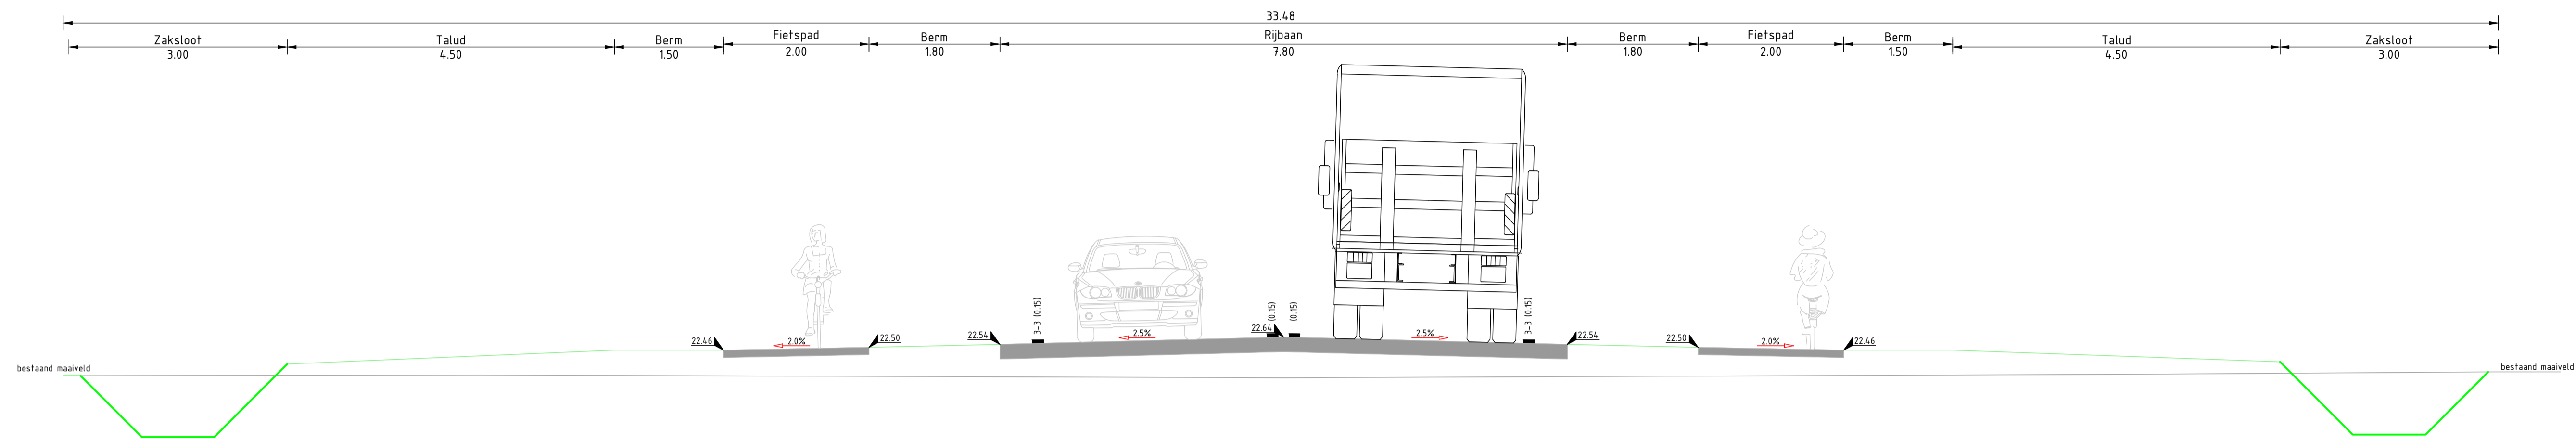 33.48
Zaksloot Talud Berm Fietspad Berm Rijbaan Berm Fietspad Berm Talud Zaksloot
3.00 4.50 1.50 2.00 1.80 7.80 1.80 2.00 1.50 4.50 3.00
3-3 (0.15) (0.15) (0.15) 3-3 (0.15)
22.46 2.0% 22.50 22.54 2.5% 22.64 2.5% 22.54 22.50 2.0% 22.46
bestaand maaiveld bestaand maaiveld